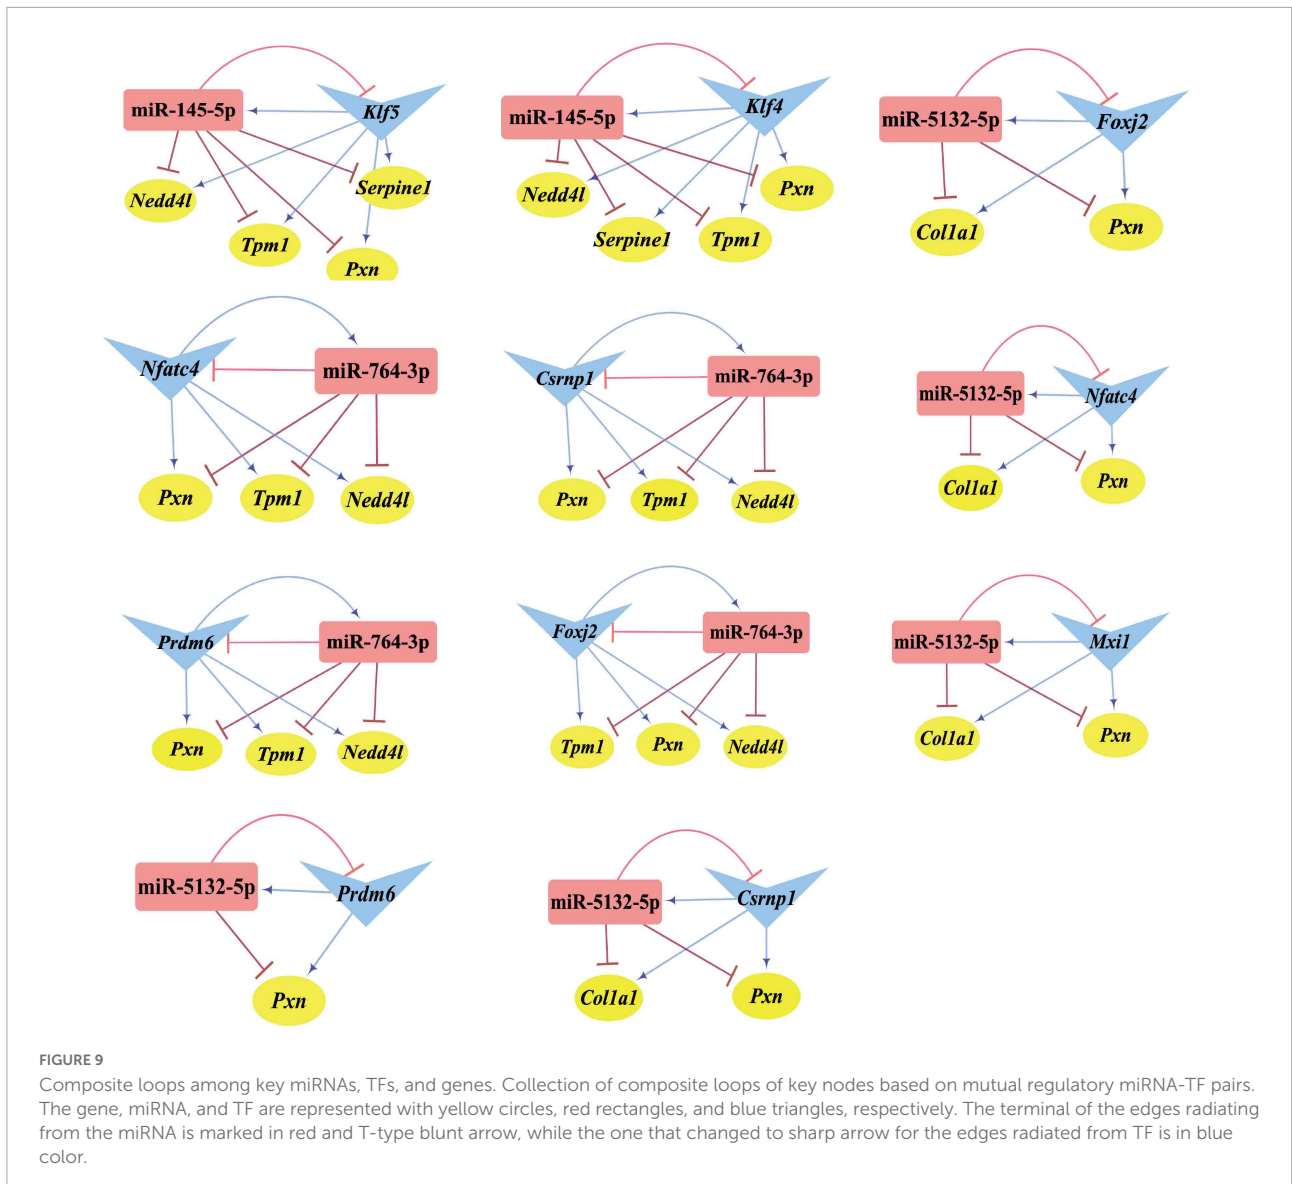 miR-145-5p
Klf5
Nedd4l
Serpine1
Tpm1
Pxn
miR-145-5p
Klf4
Nedd4l
Pxn
Serpine1
Tpm1
miR-5132-5p
Foxj2
Col1a1
Pxn
Nfatc4
miR-764-3p
Pxn
Tpm1
Nedd4l
Csrnp1
miR-764-3p
Pxn
Tpm1
Nedd4l
miR-5132-5p
Nfatc4
Col1a1
Pxn
Prdm6
miR-764-3p
Pxn
Tpm1
Nedd4l
Foxj2
miR-764-3p
Tpm1
Pxn
Nedd4l
miR-5132-5p
Mxi1
Col1a1
Pxn
miR-5132-5p
Prdm6
Pxn
miR-5132-5p
Csrnp1
Col1a1
Pxn
FIGURE 9
Composite loops among key miRNAs, TFs, and genes. Collection of composite loops of key nodes based on mutual regulatory miRNA-TF pairs.
The gene, miRNA, and TF are represented with yellow circles, red rectangles, and blue triangles, respectively. The terminal of the edges radiating
from the miRNA is marked in red and T-type blunt arrow, while the one that changed to sharp arrow for the edges radiated from TF is in blue
color.